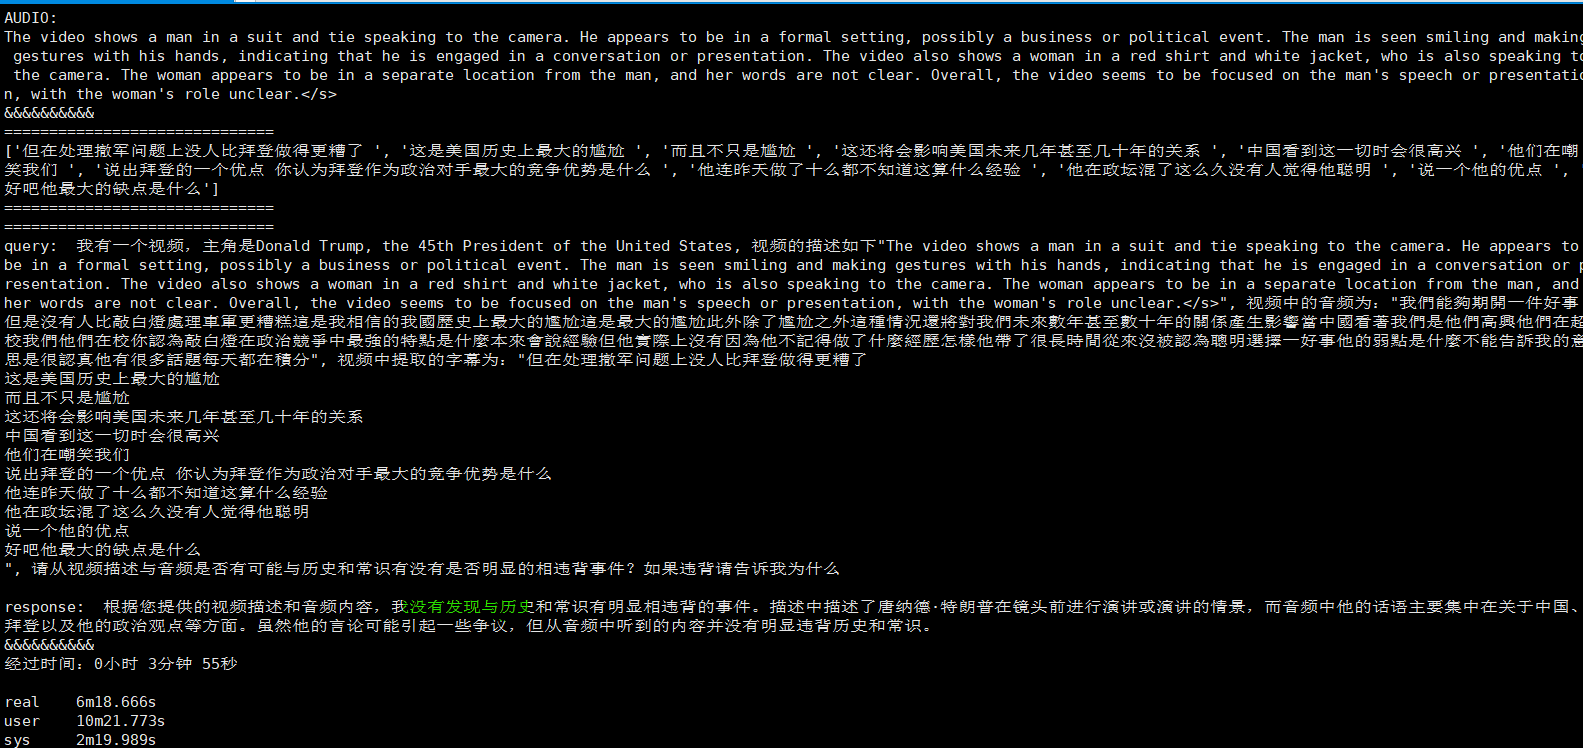 AUDIO:
The video shows a man in a suit and tie speaking to the camera. He appears to be in a formal setting, possibly a business or political event. The man is seen smiling and making
gestures with his hands, indicating that he is engaged in a conversation or presentation. The video also shows a woman in a red shirt and white jacket, who is also speaking to
the camera. The woman appears to be in a separate location from the man, and her words are not clear. Overall, the video seems to be focused on the man's speech or presentatio
n, with the woman's role unclear.</s>
&&&&&&&&&&
==============================
['但在处理撤军问题上没人比拜登做得更糟了 ', '这是美国历史上最大的尴尬 ', '而且不只是尴尬 ', '这还将会影响美国未来几年甚至几十年的关系 ', '中国看到这一切时会很高兴 ', '他们在嘲
笑我们 ', '说出拜登的一个优点 你认为拜登作为政治对手最大的竞争优势是什么 ', '他连昨天做了十么都不知道这算什么经验 ', '他在政坛混了这么久没有人觉得他聪明 ', '说一个他的优点 ', '
好吧他最大的缺点是什么']
==============================
==============================
query:  我有一个视频，主角是Donald Trump, the 45th President of the United States, 视频的描述如下"The video shows a man in a suit and tie speaking to the camera. He appears to
be in a formal setting, possibly a business or political event. The man is seen smiling and making gestures with his hands, indicating that he is engaged in a conversation or p
resentation. The video also shows a woman in a red shirt and white jacket, who is also speaking to the camera. The woman appears to be in a separate location from the man, and
her words are not clear. Overall, the video seems to be focused on the man's speech or presentation, with the woman's role unclear.</s>", 视频中的音频为："我們能夠期開一件好事
但是沒有人比敲白燈處理車軍更糟糕這是我相信的我國歷史上最大的尷尬這是最大的尷尬此外除了尷尬之外這種情況還將對我們未來數年甚至數十年的關係產生影響當中國看著我們是他們高興他們在超
校我們他們在校你認為敲白燈在政治競爭中最強的特點是什麼本來會說經驗但他實際上沒有因為他不記得做了什麼經歷怎樣他帶了很長時間從來沒被認為聰明選擇一好事他的弱點是什麼不能告訴我的意
思是很認真他有很多話題每天都在積分", 视频中提取的字幕为："但在处理撤军问题上没人比拜登做得更糟了
这是美国历史上最大的尴尬
而且不只是尴尬
这还将会影响美国未来几年甚至几十年的关系
中国看到这一切时会很高兴
他们在嘲笑我们
说出拜登的一个优点 你认为拜登作为政治对手最大的竞争优势是什么
他连昨天做了十么都不知道这算什么经验
他在政坛混了这么久没有人觉得他聪明
说一个他的优点
好吧他最大的缺点是什么
", 请从视频描述与音频是否有可能与历史和常识有没有是否明显的相违背事件？如果违背请告诉我为什么
response:  根据您提供的视频描述和音频内容，我没有发现与历史和常识有明显相违背的事件。描述中描述了唐纳德·特朗普在镜头前进行演讲或演讲的情景，而音频中他的话语主要集中在关于中国、
拜登以及他的政治观点等方面。虽然他的言论可能引起一些争议，但从音频中听到的内容并没有明显违背历史和常识。
&&&&&&&&&&
经过时间：0小时 3分钟 55秒
real    6m18.666s
user    10m21.773s
sys     2m19.989s